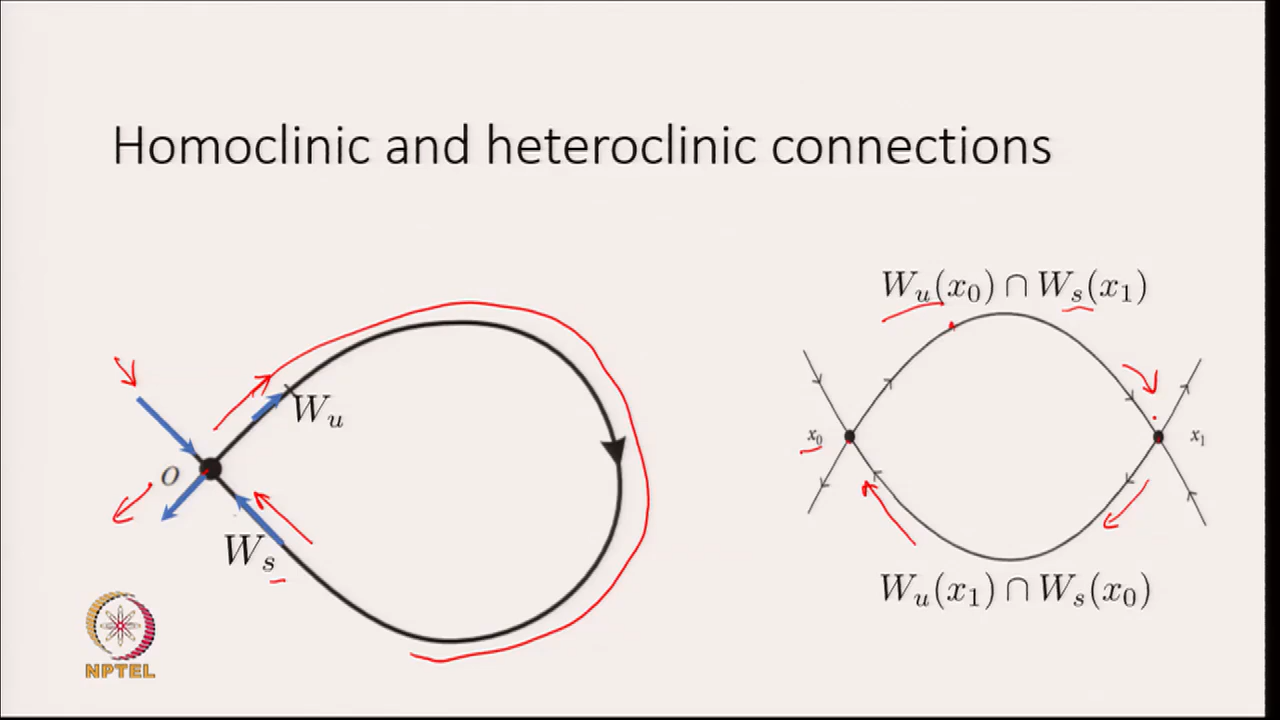 Homoclinic and heteroclinic connections
W_u
O
W_s
W_u(x_0) ∩ W_s(x_1)
x_0
x_1
W_u(x_1) ∩ W_s(x_0)
NPTEL